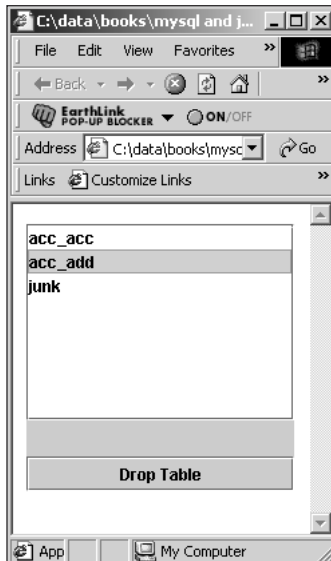 C:\data\books\mysql and j...
File Edit View Favorites »
Back »
EarthLink
POP-UP BLOCKER ON/OFF
Address C:\data\books\mysc Go
Links Customize Links »
acc_acc
acc_add
junk
Drop Table
App My Computer